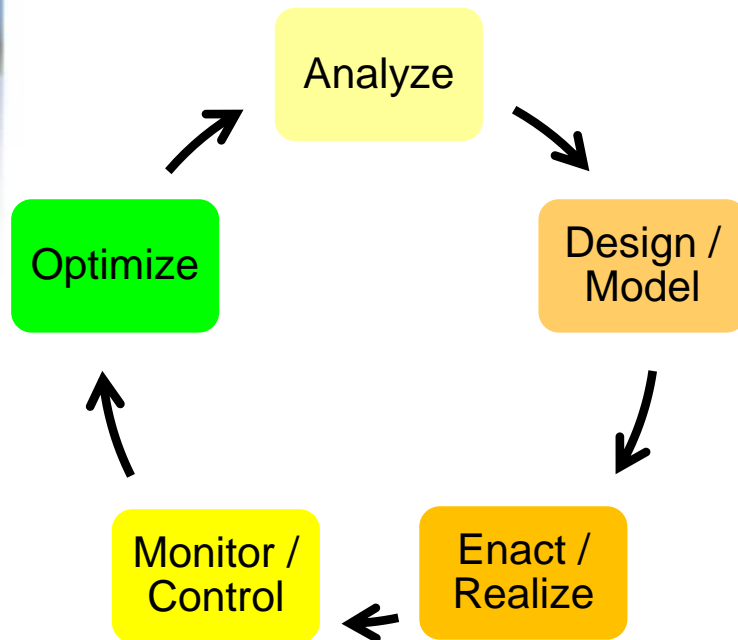 Analyze
Design /
Model
Enact /
Realize
Monitor /
Control
Optimize